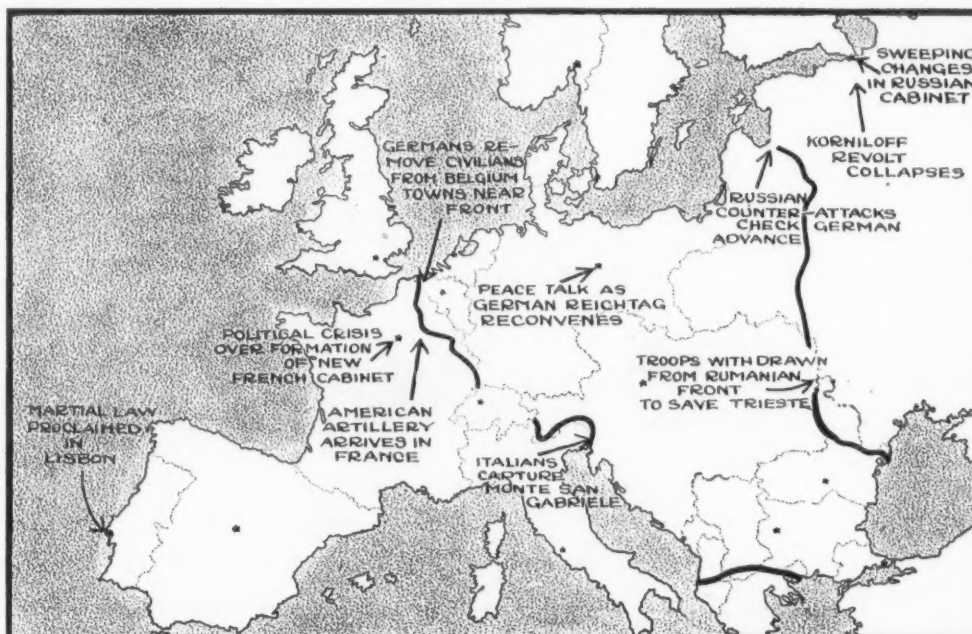 SWEEPING
CHANGES
IN RUSSIAN
CABINET
KORNILOFF
REVOLT
COLLAPSES
GERMANS RE-
MOVE CIVILIANS
FROM BELGIUM
TOWNS NEAR
FRONT
RUSSIAN
COUNTER-ATTACKS
CHECK GERMAN
ADVANCE
PEACE TALK AS
GERMAN REICHTAG
RECONVENES
POLITICAL CRISIS
OVER FORMATION
OF NEW
FRENCH CABINET
TROOPS WITHDRAWN
FROM RUMANIAN
FRONT
TO SAVE TRIESTE
MARTIAL LAW
PROCLAIMED
IN
LISBON
AMERICAN
ARTILLERY
ARRIVES IN
FRANCE
ITALIANS
CAPTURE
MONTE SAN
GABRIELE